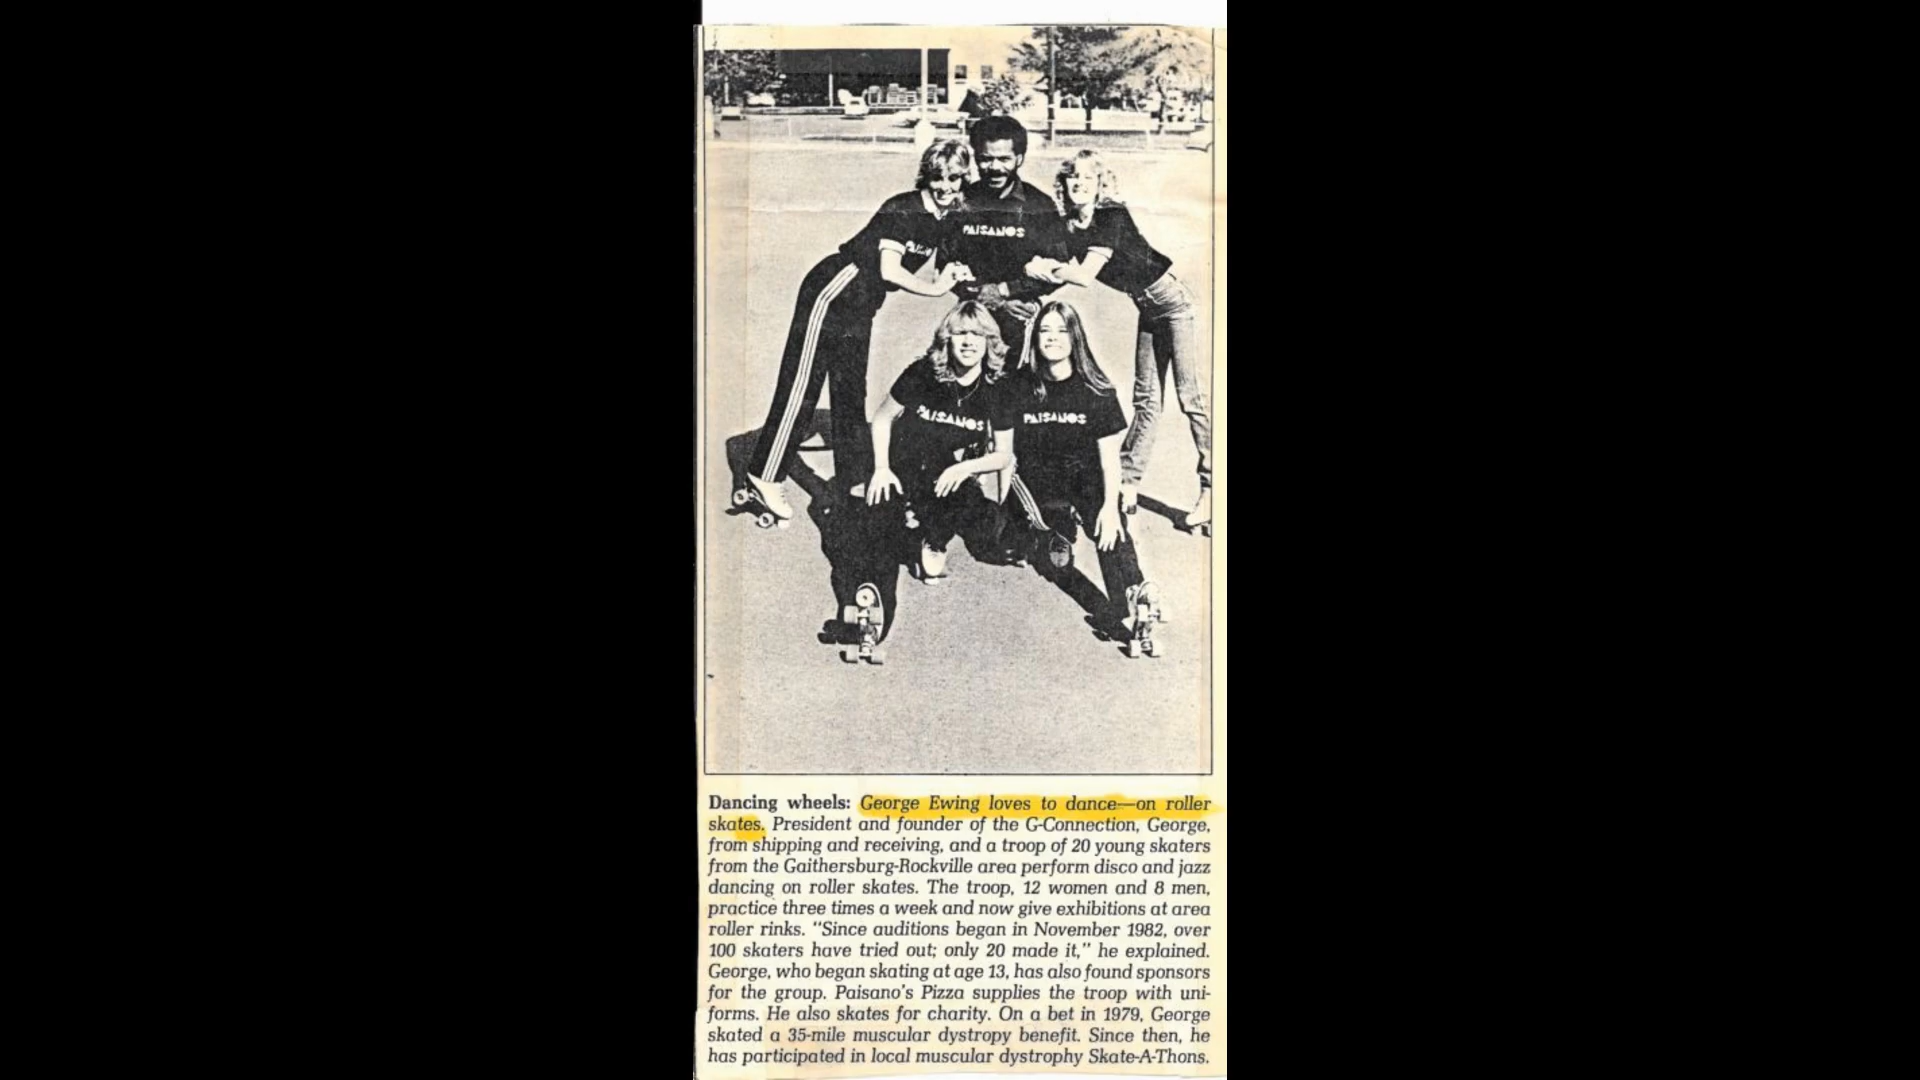 PAISANOS
PAISANOS
PAISANOS
Dancing wheels: George Ewing loves to dance—on roller
skates. President and founder of the G-Connection, George,
from shipping and receiving, and a troop of 20 young skaters
from the Gaithersburg-Rockville area perform disco and jazz
dancing on roller skates. The troop, 12 women and 8 men,
practice three times a week and now give exhibitions at area
roller rinks. “Since auditions began in November 1982, over
100 skaters have tried out; only 20 made it,” he explained.
George, who began skating at age 13, has also found sponsors
for the group. Paisano's Pizza supplies the troop with uni-
forms. He also skates for charity. On a bet in 1979, George
skated a 35-mile muscular dystropy benefit. Since then, he
has participated in local muscular dystrophy Skate-A-Thons.